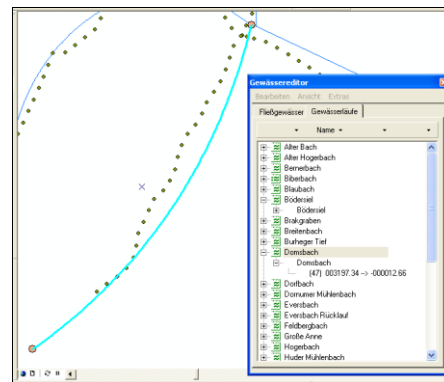 Gewässereditor
Bearbeiten Ansicht Extras
Fließgewässer Gewässerläufe
Name
Alter Bach
Alter Hogerbach
Bernerbach
Biberbach
Blaubach
Bödersiel
Bödersiel
Brakgraben
Breitenbach
Burheger Tief
Domsbach
Domsbach
(47) 003197.34 -> -000012.66
Dorfbach
Dornumer Mühlenbach
Eversbach
Eversbach Rücklauf
Feldbergbach
Große Anne
Hogerbach
Huder Mühlenbach